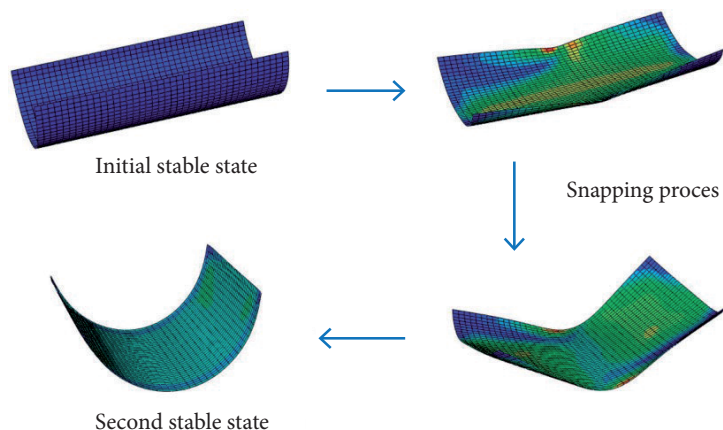 Initial stable state
Snapping proces
Second stable state